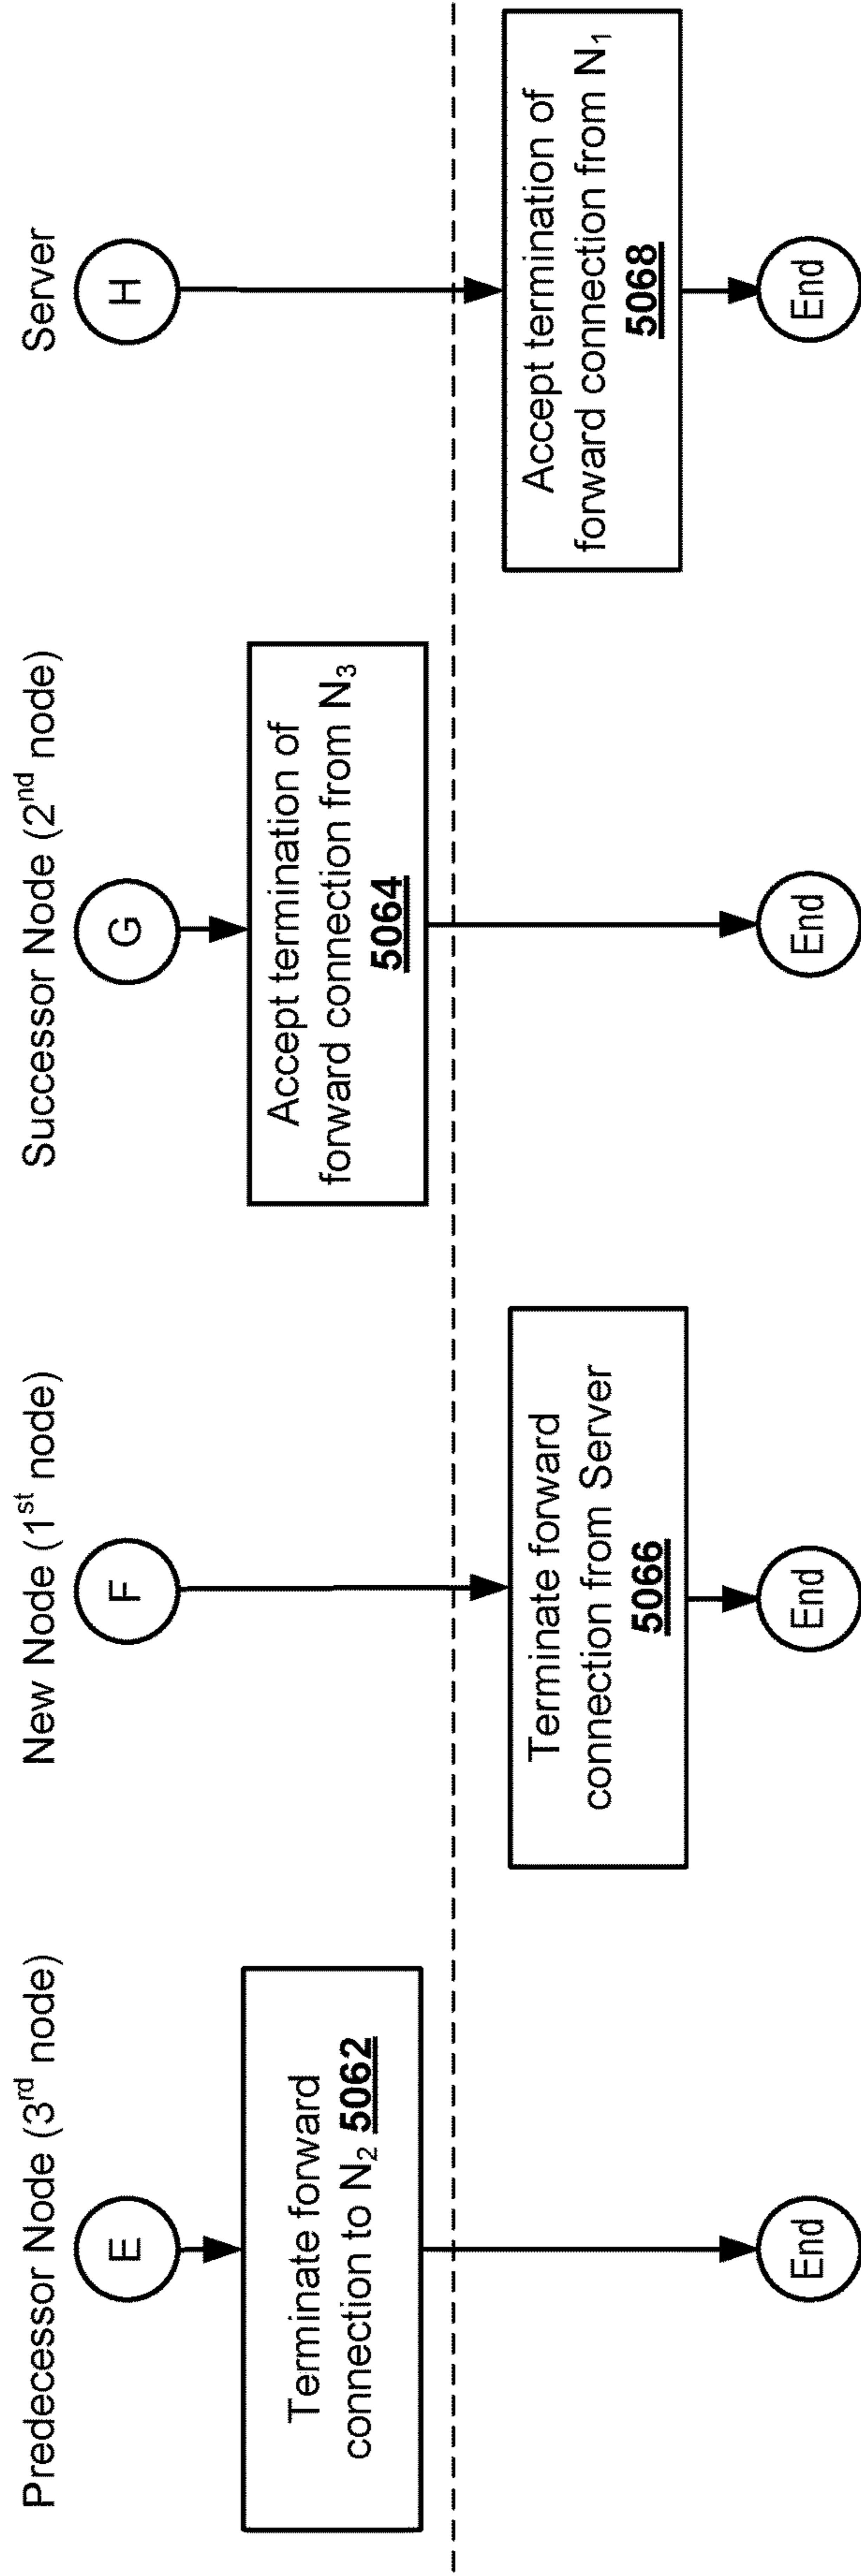 Predecessor Node (3rd node)
New Node (1st node)
Successor Node (2nd node)
Server
E
F
G
H
Terminate forward
connection to N2 5062
Accept termination of
forward connection from N3
5064
Terminate forward
connection from Server
5066
Accept termination of
forward connection from N1
5068
End
End
End
End